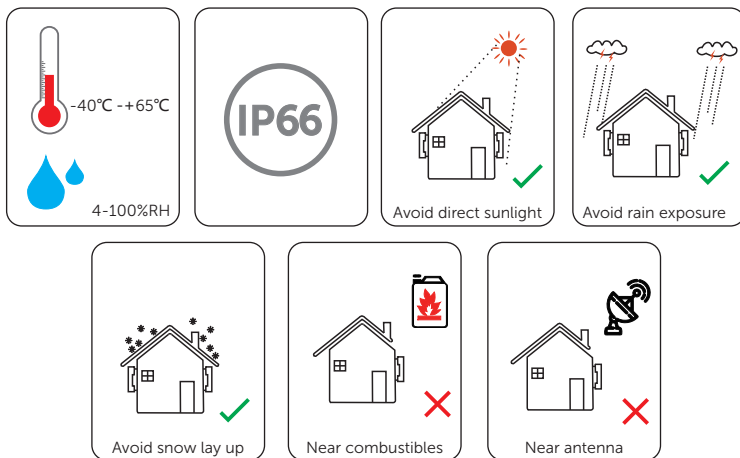 -40℃ -+65℃
4-100%RH
IP66
Avoid direct sunlight
Avoid rain exposure
Avoid snow lay up
Near combustibles
Near antenna